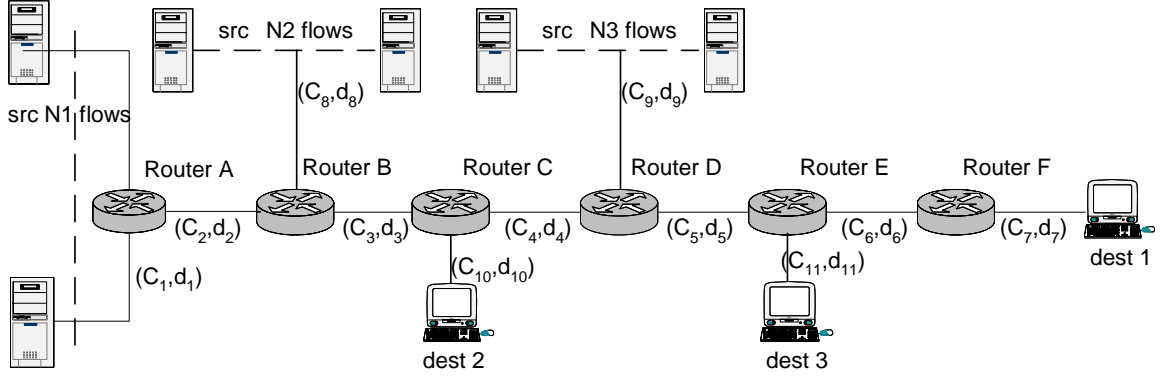 src N2 flows
src N3 flows
(C8,d8)
(C9,d9)
src N1 flows
Router A
Router B
Router C
Router D
Router E
Router F
(C2,d2)
(C3,d3)
(C4,d4)
(C5,d5)
(C6,d6)
(C7,d7)
(C1,d1)
(C10,d10)
(C11,d11)
dest 1
dest 2
dest 3